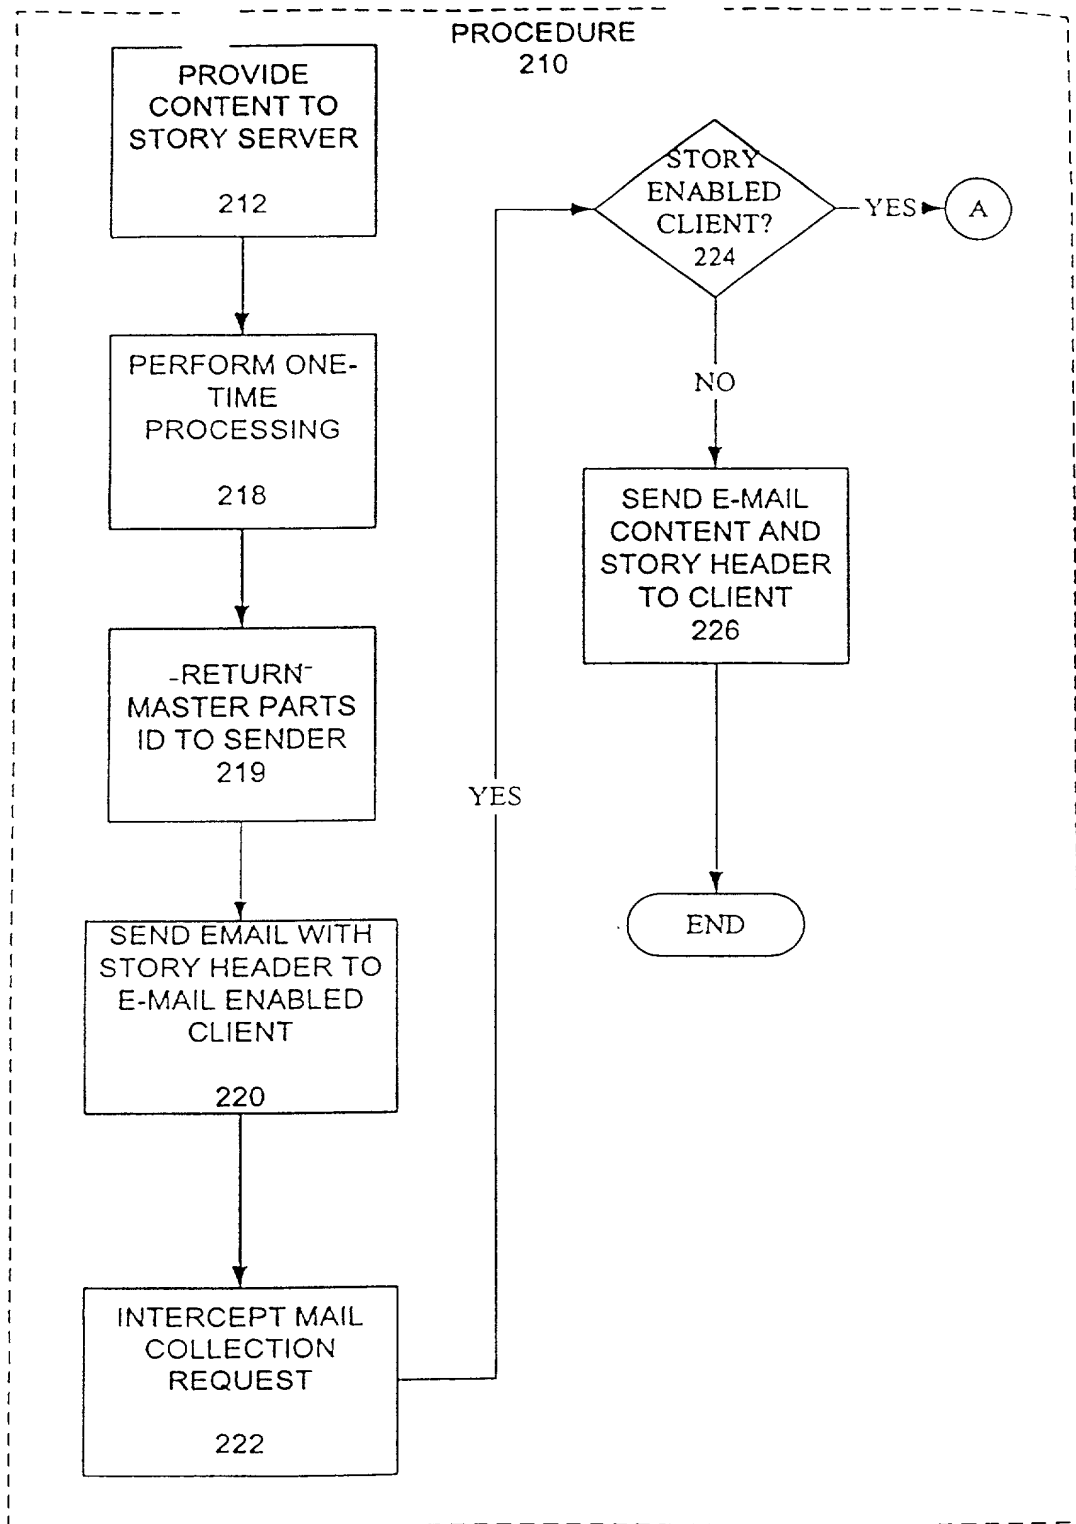 PROCEDURE
210
PROVIDE
CONTENT TO
STORY SERVER
212
PERFORM ONE-
TIME
PROCESSING
218
RETURN
MASTER PARTS
ID TO SENDER
219
SEND EMAIL WITH
STORY HEADER TO
E-MAIL ENABLED
CLIENT
220
INTERCEPT MAIL
COLLECTION
REQUEST
222
YES
STORY
ENABLED
CLIENT?
224
YES
A
NO
SEND E-MAIL
CONTENT AND
STORY HEADER
TO CLIENT
226
END